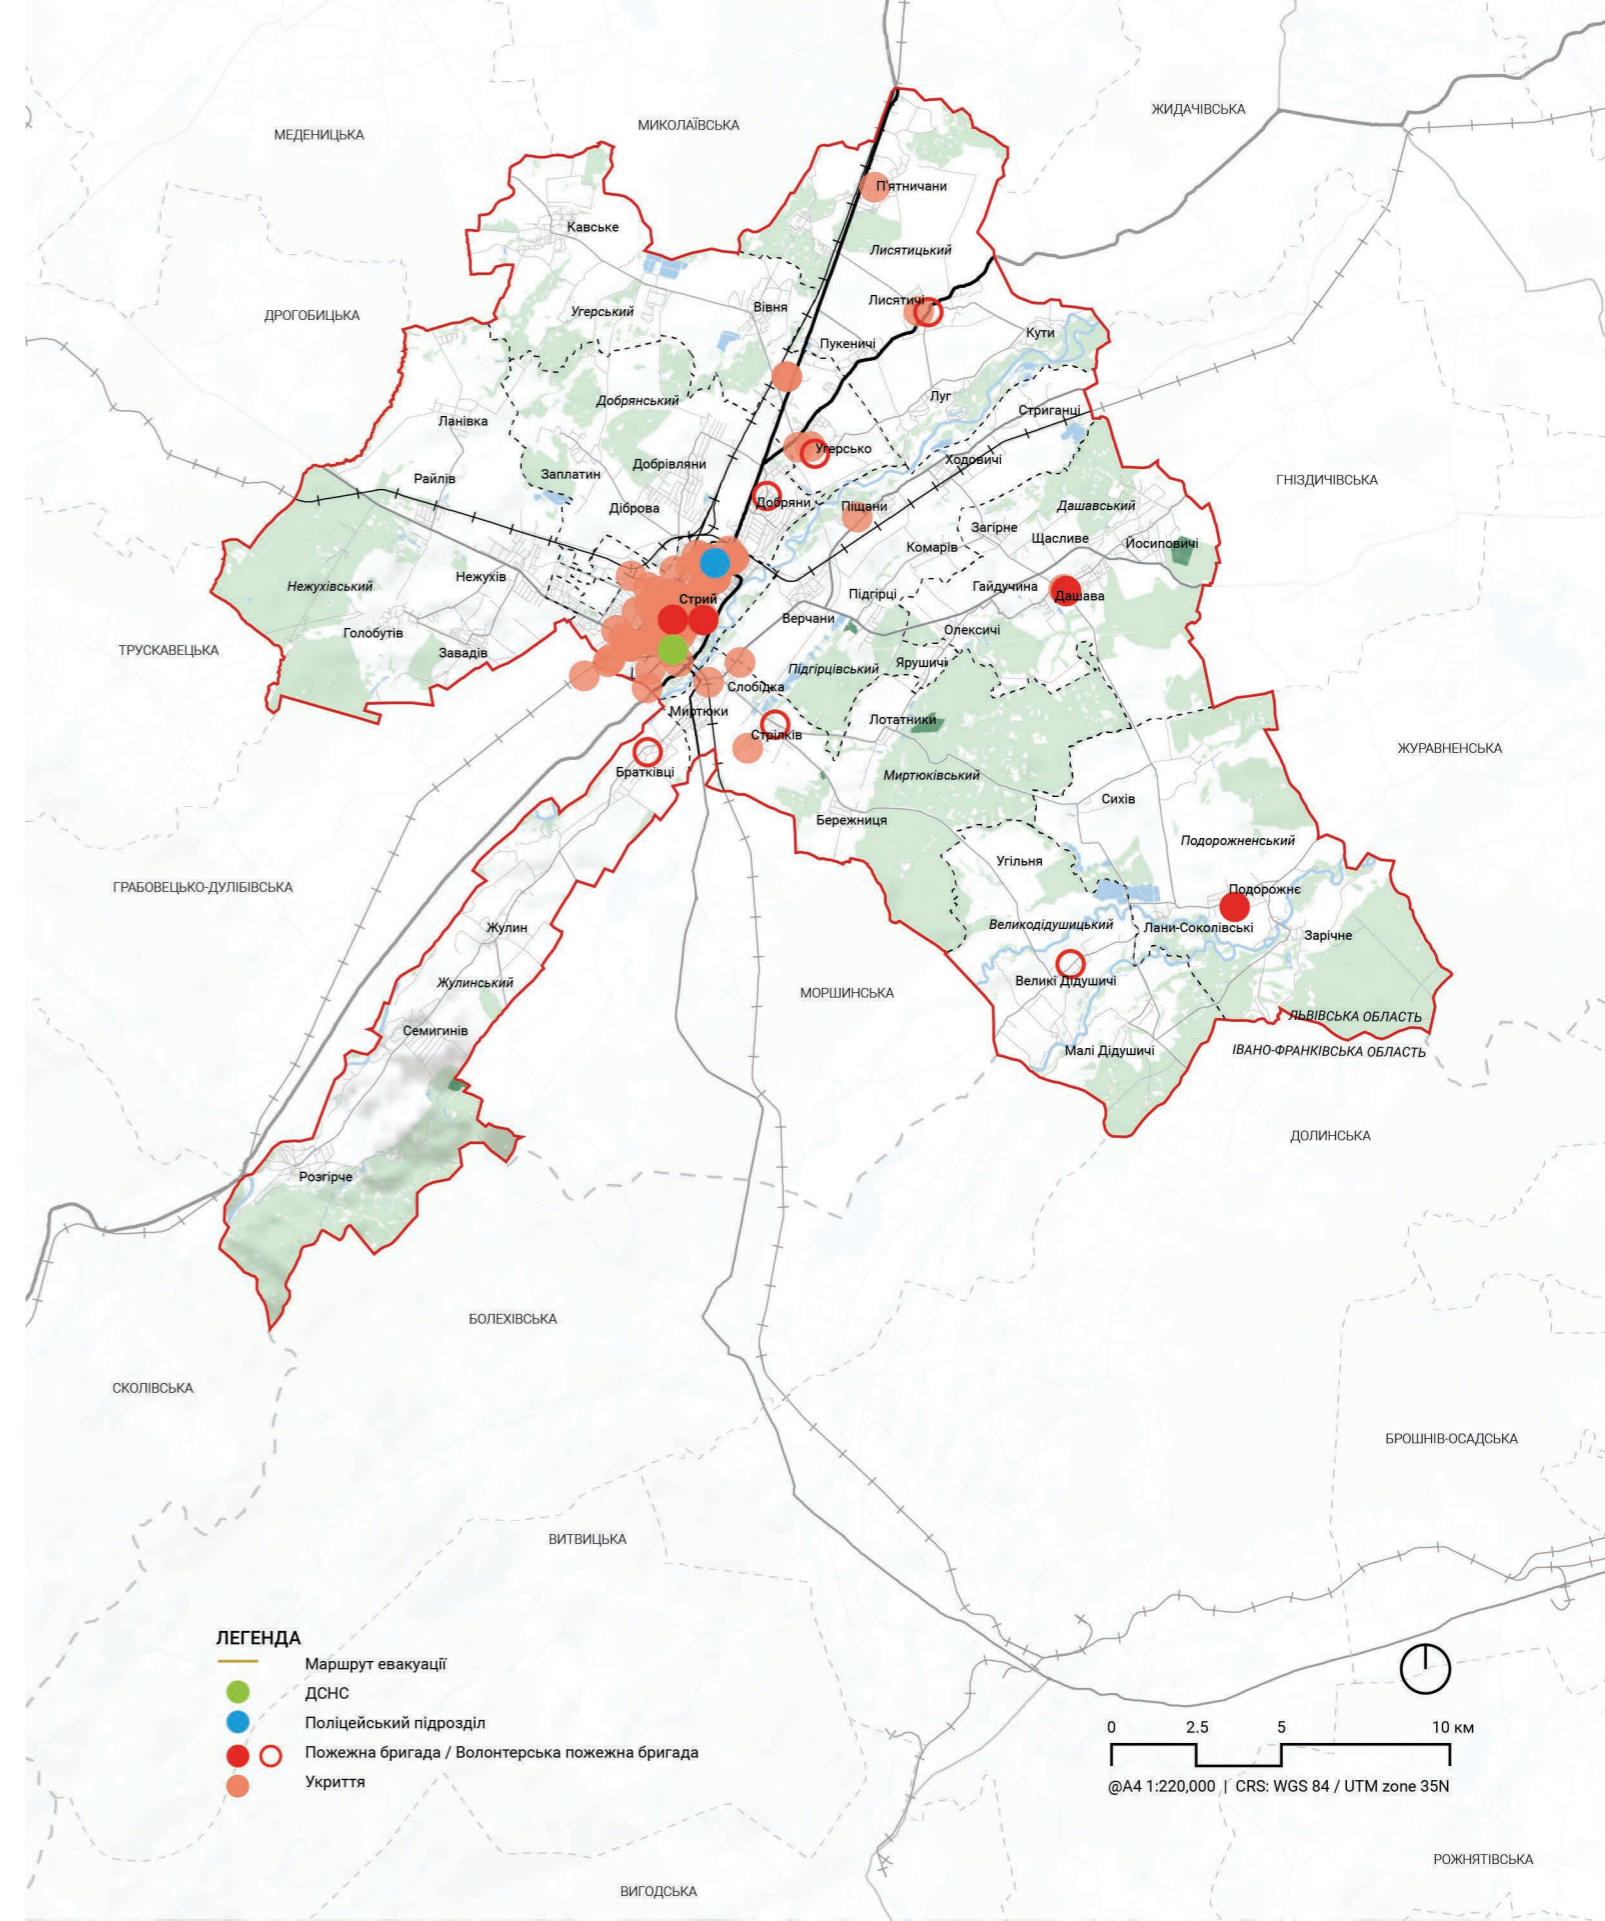 ЖИДАЧІВСЬКА
МИКОЛАЇВСЬКА
МЕДЕНИЦЬКА
П'ятничани
Кавське
Лисятицький
Лисятичі
Вівня
Угерський
ДРОГОБИЦЬКА
Кути
Пукеничі
Луг
Добрянський
Стриганці
Ланівка
Угерсько
Ходовичі
Добрівляни
Заплатин
Райлів
ГНІЗДИЧІВСЬКА
Добряни
Піщани
Дашавський
Діброва
Загірне
Щасливе
Йосиповичі
Комарів
Нежухів
Нежухівський
Гайдучина
Підгірці
Дашава
Стрий
Верчани
Олексичі
Голобутів
ТРУСКАВЕЦЬКА
Завадів
Ярушичі
Підгірцівський
Слобідка
Миртюки
Лотатники
Стрілків
ЖУРАВНЕНСЬКА
Братківці
Миртюківський
Сихів
Бережниця
Подорожненський
Угільня
ГРАБОВЕЦЬКО-ДУЛІБІВСЬКА
Подорожнє
Великодідушицький
Жулин
Лани-Соколівські
Зарічне
Великі Дідушичі
Жулинський
МОРШИНСЬКА
ЛЬВІВСЬКА ОБЛАСТЬ
Семигинів
Малі Дідушичі
ІВАНО-ФРАНКІВСЬКА ОБЛАСТЬ
ДОЛИНСЬКА
Розгірче
БОЛЕХІВСЬКА
СКОЛІВСЬКА
БРОШНІВ-ОСАДСЬКА
ВИТВИЦЬКА
ЛЕГЕНДА
Маршрут евакуації
ДСНС
Поліцейський підрозділ
Пожежна бригада / Волонтерська пожежна бригада
Укриття
0 2.5 5 10 км
@A4 1:220,000 | CRS: WGS 84 / UTM zone 35N
РОЖНЯТІВСЬКА
ВИГОДСЬКА